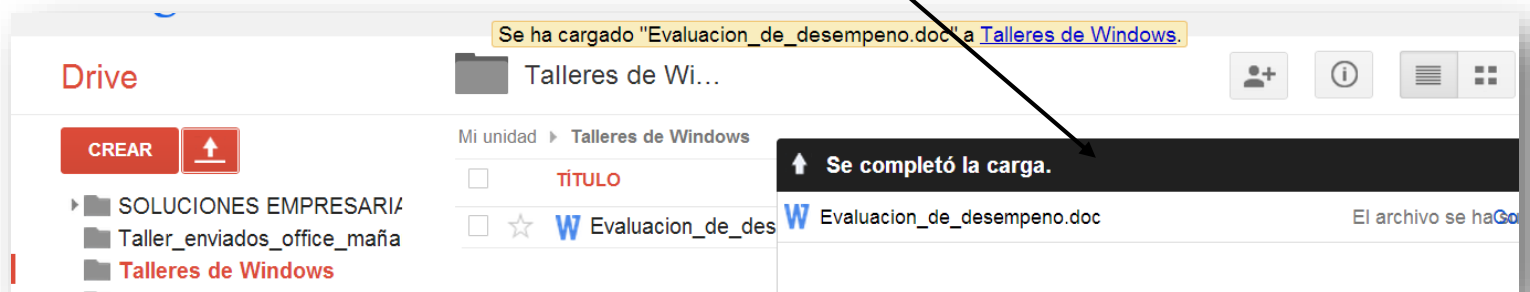 Se ha cargado "Evaluacion_de_desempeno.doc" a Talleres de Windows.
Drive
Talleres de Wi...
CREAR
Mi unidad Talleres de Windows
TÍTULO
Se completó la carga.
SOLUCIONES EMPRESARIA
Evaluacion_de_des
Evaluacion_de_desempeno.doc
El archivo se ha
Taller_enviados_office_maña
Talleres de Windows